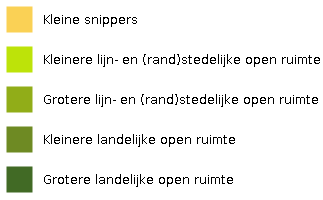 Kleine snippers
Kleinere lijn- en (rand)stedelijke open ruimte
Grotere lijn- en (rand)stedelijke open ruimte
Kleinere landelijke open ruimte
Grotere landelijke open ruimte